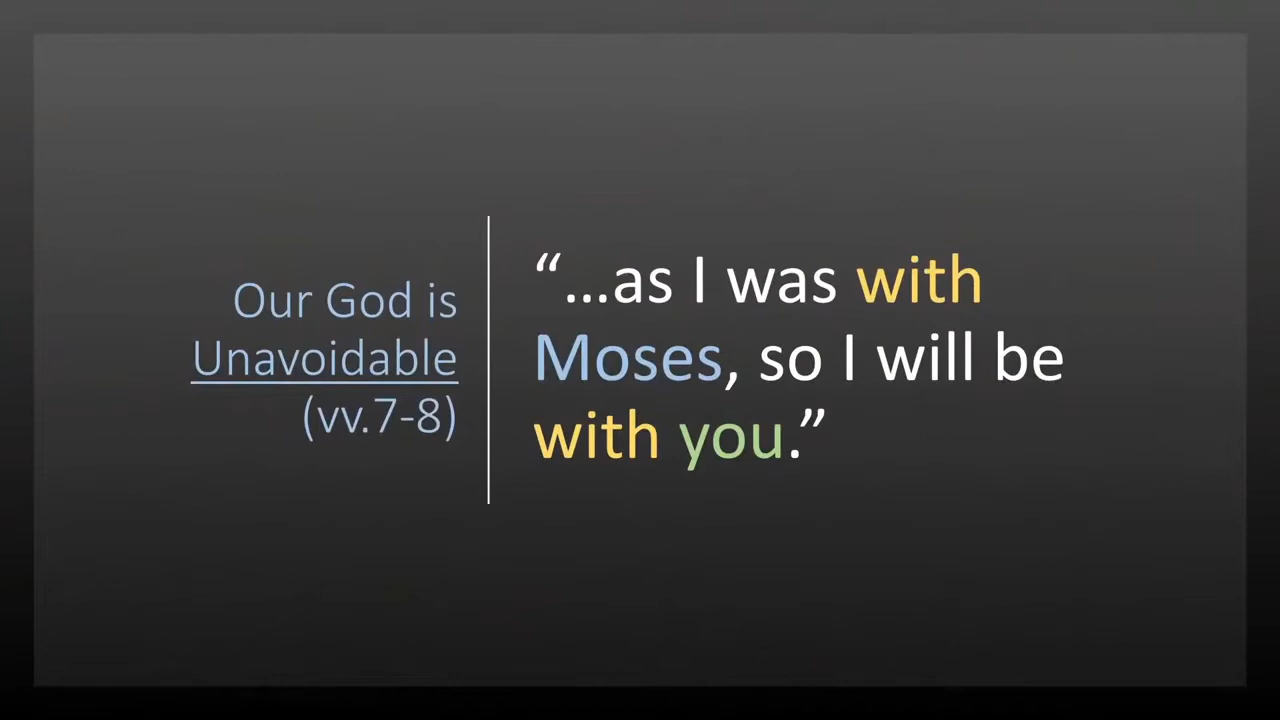 Our God is
Unavoidable
(vv.7-8)
“…as I was with
Moses, so I will be
with you.”